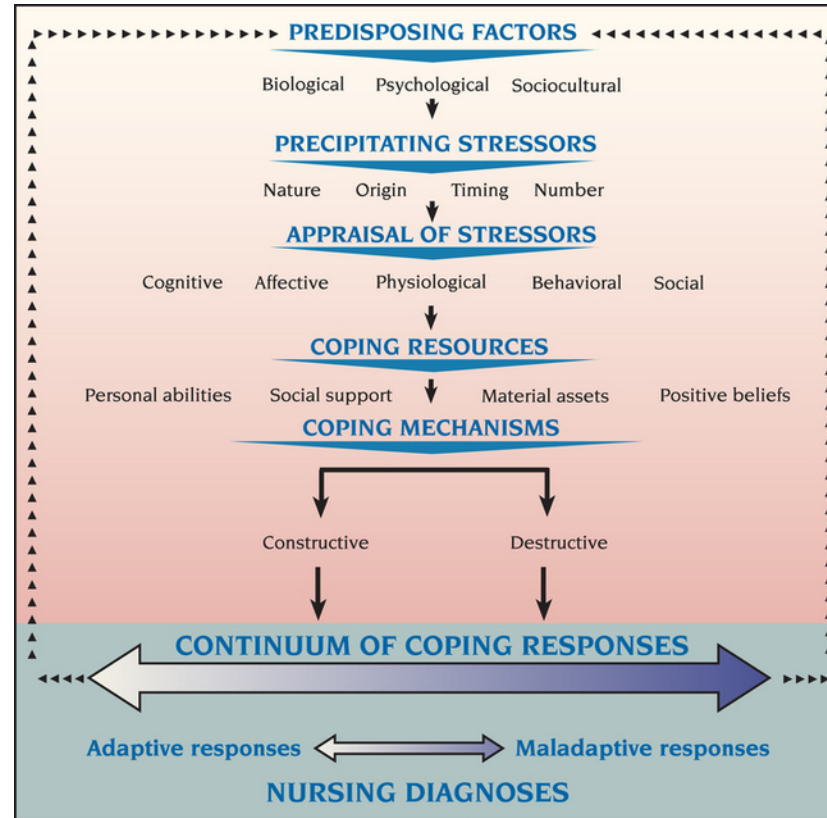 PREDISPOSING FACTORS
Biological Psychological Sociocultural
PRECIPITATING STRESSORS
Nature Origin Timing Number
APPRAISAL OF STRESSORS
Cognitive Affective Physiological Behavioral Social
COPING RESOURCES
Personal abilities Social support Material assets Positive beliefs
COPING MECHANISMS
Constructive Destructive
CONTINUUM OF COPING RESPONSES
Adaptive responses Maladaptive responses
NURSING DIAGNOSES